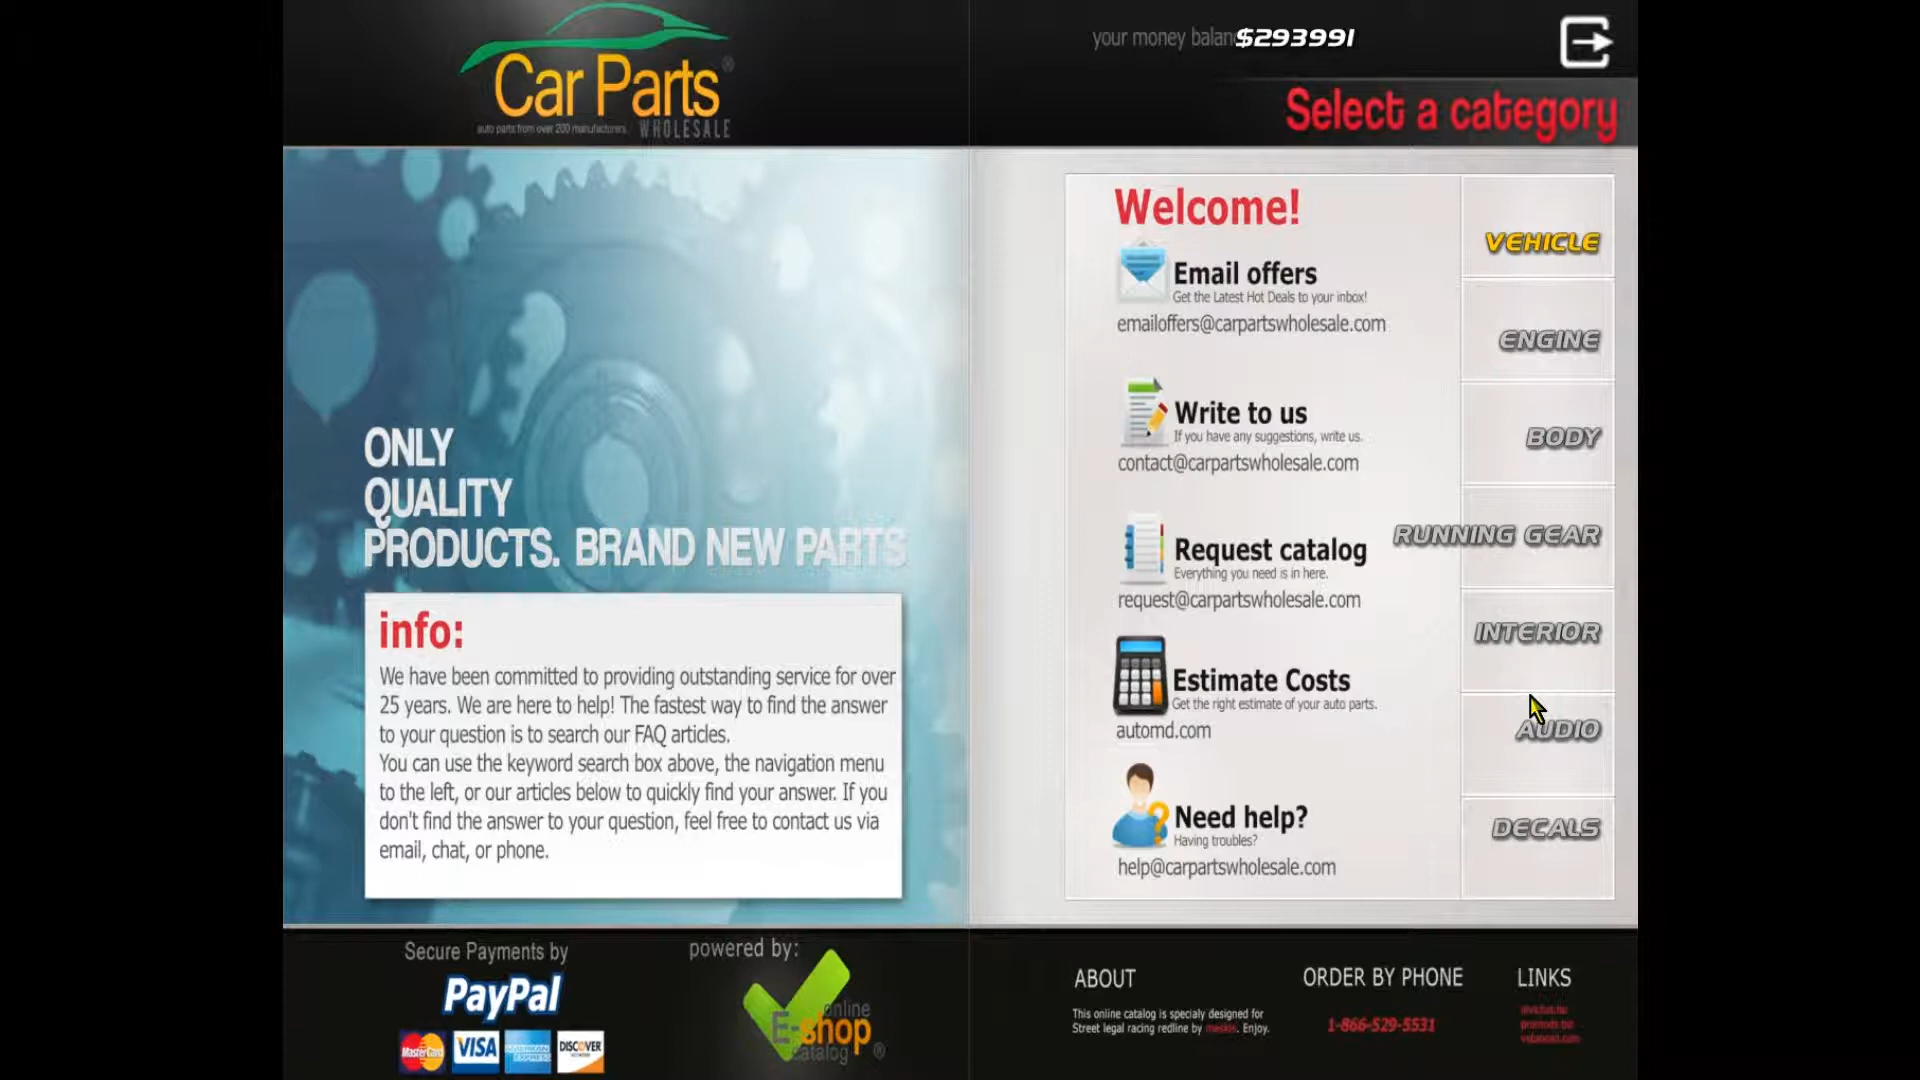 Car Parts
auto parts from over 200 manufacturers. WHOLESALE
your money balan $293991
Select a category
ONLY
QUALITY
PRODUCTS. BRAND NEW PARTS
info:
We have been committed to providing outstanding service for over
25 years. We are here to help! The fastest way to find the answer
to your question is to search our FAQ articles.
You can use the keyword search box above, the navigation menu
to the left, or our articles below to quickly find your answer. If you
don't find the answer to your question, feel free to contact us via
email, chat, or phone.
Welcome!
Email offers
Get the Latest Hot Deals to your inbox!
emailoffers@carpartswholesale.com
Write to us
If you have any suggestions, write us.
contact@carpartswholesale.com
Request catalog
Everything you need is in here.
request@carpartswholesale.com
Estimate Costs
Get the right estimate of your auto parts.
automd.com
Need help?
Having troubles?
help@carpartswholesale.com
VEHICLE
ENGINE
BODY
RUNNING GEAR
INTERIOR
AUDIO
DECALS
Secure Payments by
PayPal
MasterCard VISA AMERICAN EXPRESS DISCOVER
powered by:
online
E-shop
catalog ®
ABOUT
This online catalog is specialy designed for
Street legal racing redline by . Enjoy.
ORDER BY PHONE
1-866-529-5531
LINKS